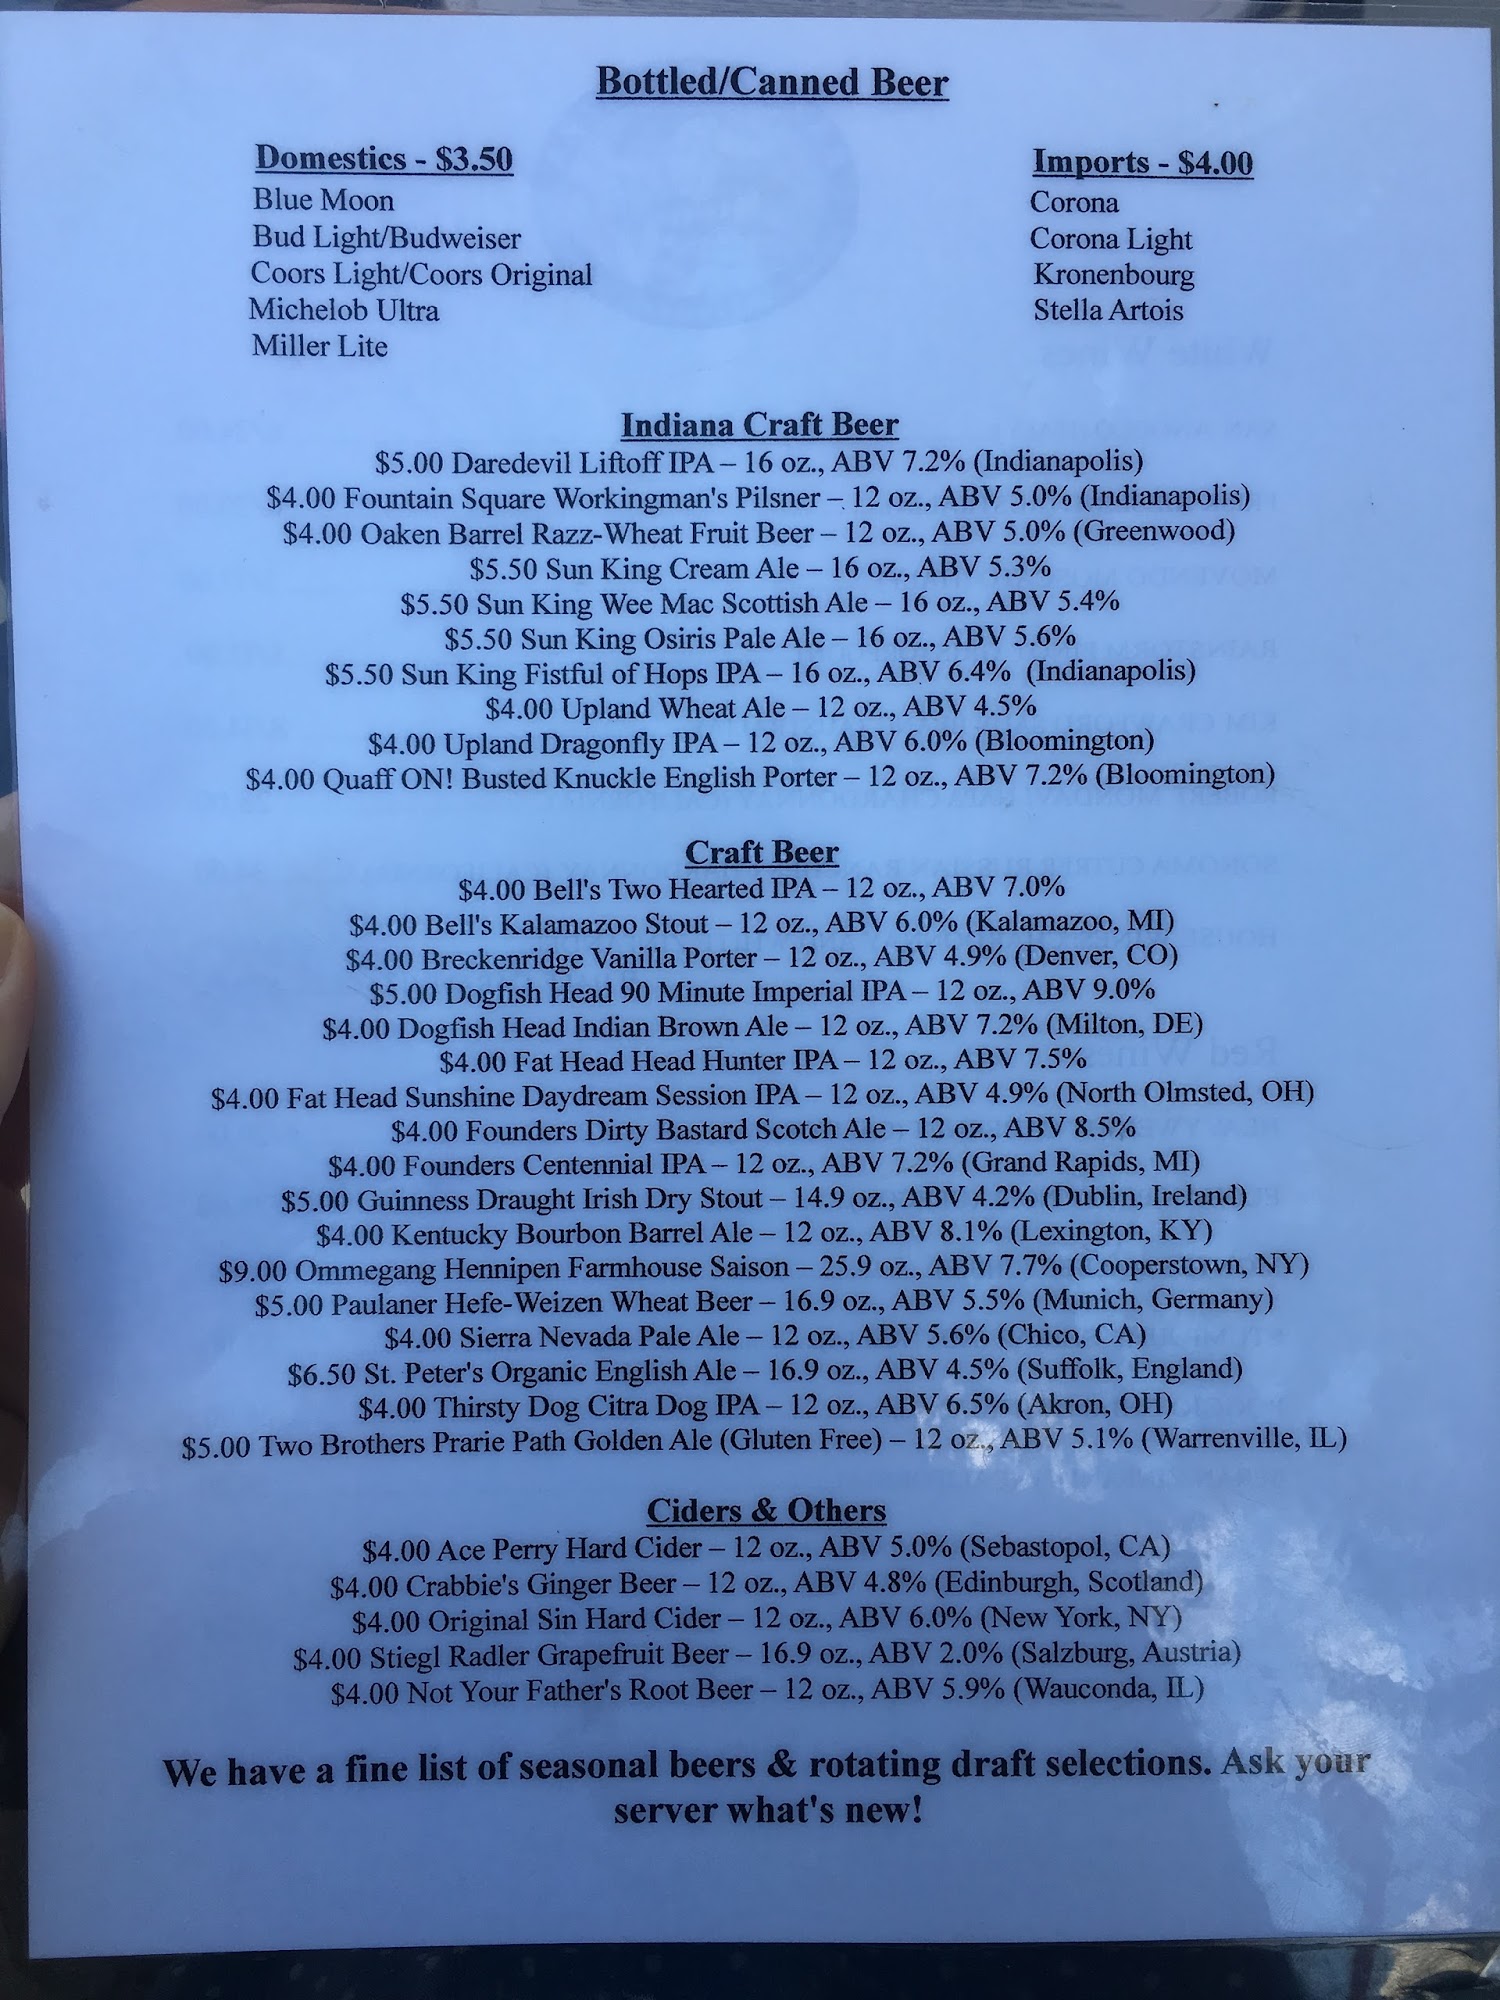 Bottled/Canned Beer
Domestics - $3.50
Blue Moon
Bud Light/Budweiser
Coors Light/Coors Original
Michelob Ultra
Miller Lite
Imports - $4.00
Corona
Corona Light
Kronenbourg
Stella Artois
Indiana Craft Beer
$5.00 Daredevil Liftoff IPA – 16 oz., ABV 7.2% (Indianapolis)
$4.00 Fountain Square Workingman's Pilsner – 12 oz., ABV 5.0% (Indianapolis)
$4.00 Oaken Barrel Razz-Wheat Fruit Beer – 12 oz., ABV 5.0% (Greenwood)
$5.50 Sun King Cream Ale – 16 oz., ABV 5.3%
$5.50 Sun King Wee Mac Scottish Ale – 16 oz., ABV 5.4%
$5.50 Sun King Osiris Pale Ale – 16 oz., ABV 5.6%
$5.50 Sun King Fistful of Hops IPA – 16 oz., ABV 6.4% (Indianapolis)
$4.00 Upland Wheat Ale – 12 oz., ABV 4.5%
$4.00 Upland Dragonfly IPA – 12 oz., ABV 6.0% (Bloomington)
$4.00 Quaff ON! Busted Knuckle English Porter – 12 oz., ABV 7.2% (Bloomington)
Craft Beer
$4.00 Bell's Two Hearted IPA – 12 oz., ABV 7.0%
$4.00 Bell's Kalamazoo Stout – 12 oz., ABV 6.0% (Kalamazoo, MI)
$4.00 Breckenridge Vanilla Porter – 12 oz., ABV 4.9% (Denver, CO)
$5.00 Dogfish Head 90 Minute Imperial IPA – 12 oz., ABV 9.0%
$4.00 Dogfish Head Indian Brown Ale – 12 oz., ABV 7.2% (Milton, DE)
$4.00 Fat Head Head Hunter IPA – 12 oz., ABV 7.5%
$4.00 Fat Head Sunshine Daydream Session IPA – 12 oz., ABV 4.9% (North Olmsted, OH)
$4.00 Founders Dirty Bastard Scotch Ale – 12 oz., ABV 8.5%
$4.00 Founders Centennial IPA – 12 oz., ABV 7.2% (Grand Rapids, MI)
$5.00 Guinness Draught Irish Dry Stout – 14.9 oz., ABV 4.2% (Dublin, Ireland)
$4.00 Kentucky Bourbon Barrel Ale – 12 oz., ABV 8.1% (Lexington, KY)
$9.00 Ommegang Hennipen Farmhouse Saison – 25.9 oz., ABV 7.7% (Cooperstown, NY)
$5.00 Paulaner Hefe-Weizen Wheat Beer – 16.9 oz., ABV 5.5% (Munich, Germany)
$4.00 Sierra Nevada Pale Ale – 12 oz., ABV 5.6% (Chico, CA)
$6.50 St. Peter's Organic English Ale – 16.9 oz., ABV 4.5% (Suffolk, England)
$4.00 Thirsty Dog Citra Dog IPA – 12 oz., ABV 6.5% (Akron, OH)
$5.00 Two Brothers Prarie Path Golden Ale (Gluten Free) – 12 oz., ABV 5.1% (Warrenville, IL)
Ciders & Others
$4.00 Ace Perry Hard Cider – 12 oz., ABV 5.0% (Sebastopol, CA)
$4.00 Crabbie's Ginger Beer – 12 oz., ABV 4.8% (Edinburgh, Scotland)
$4.00 Original Sin Hard Cider – 12 oz., ABV 6.0% (New York, NY)
$4.00 Stiegl Radler Grapefruit Beer – 16.9 oz., ABV 2.0% (Salzburg, Austria)
$4.00 Not Your Father's Root Beer – 12 oz., ABV 5.9% (Wauconda, IL)
We have a fine list of seasonal beers & rotating draft selections. Ask your
server what's new!